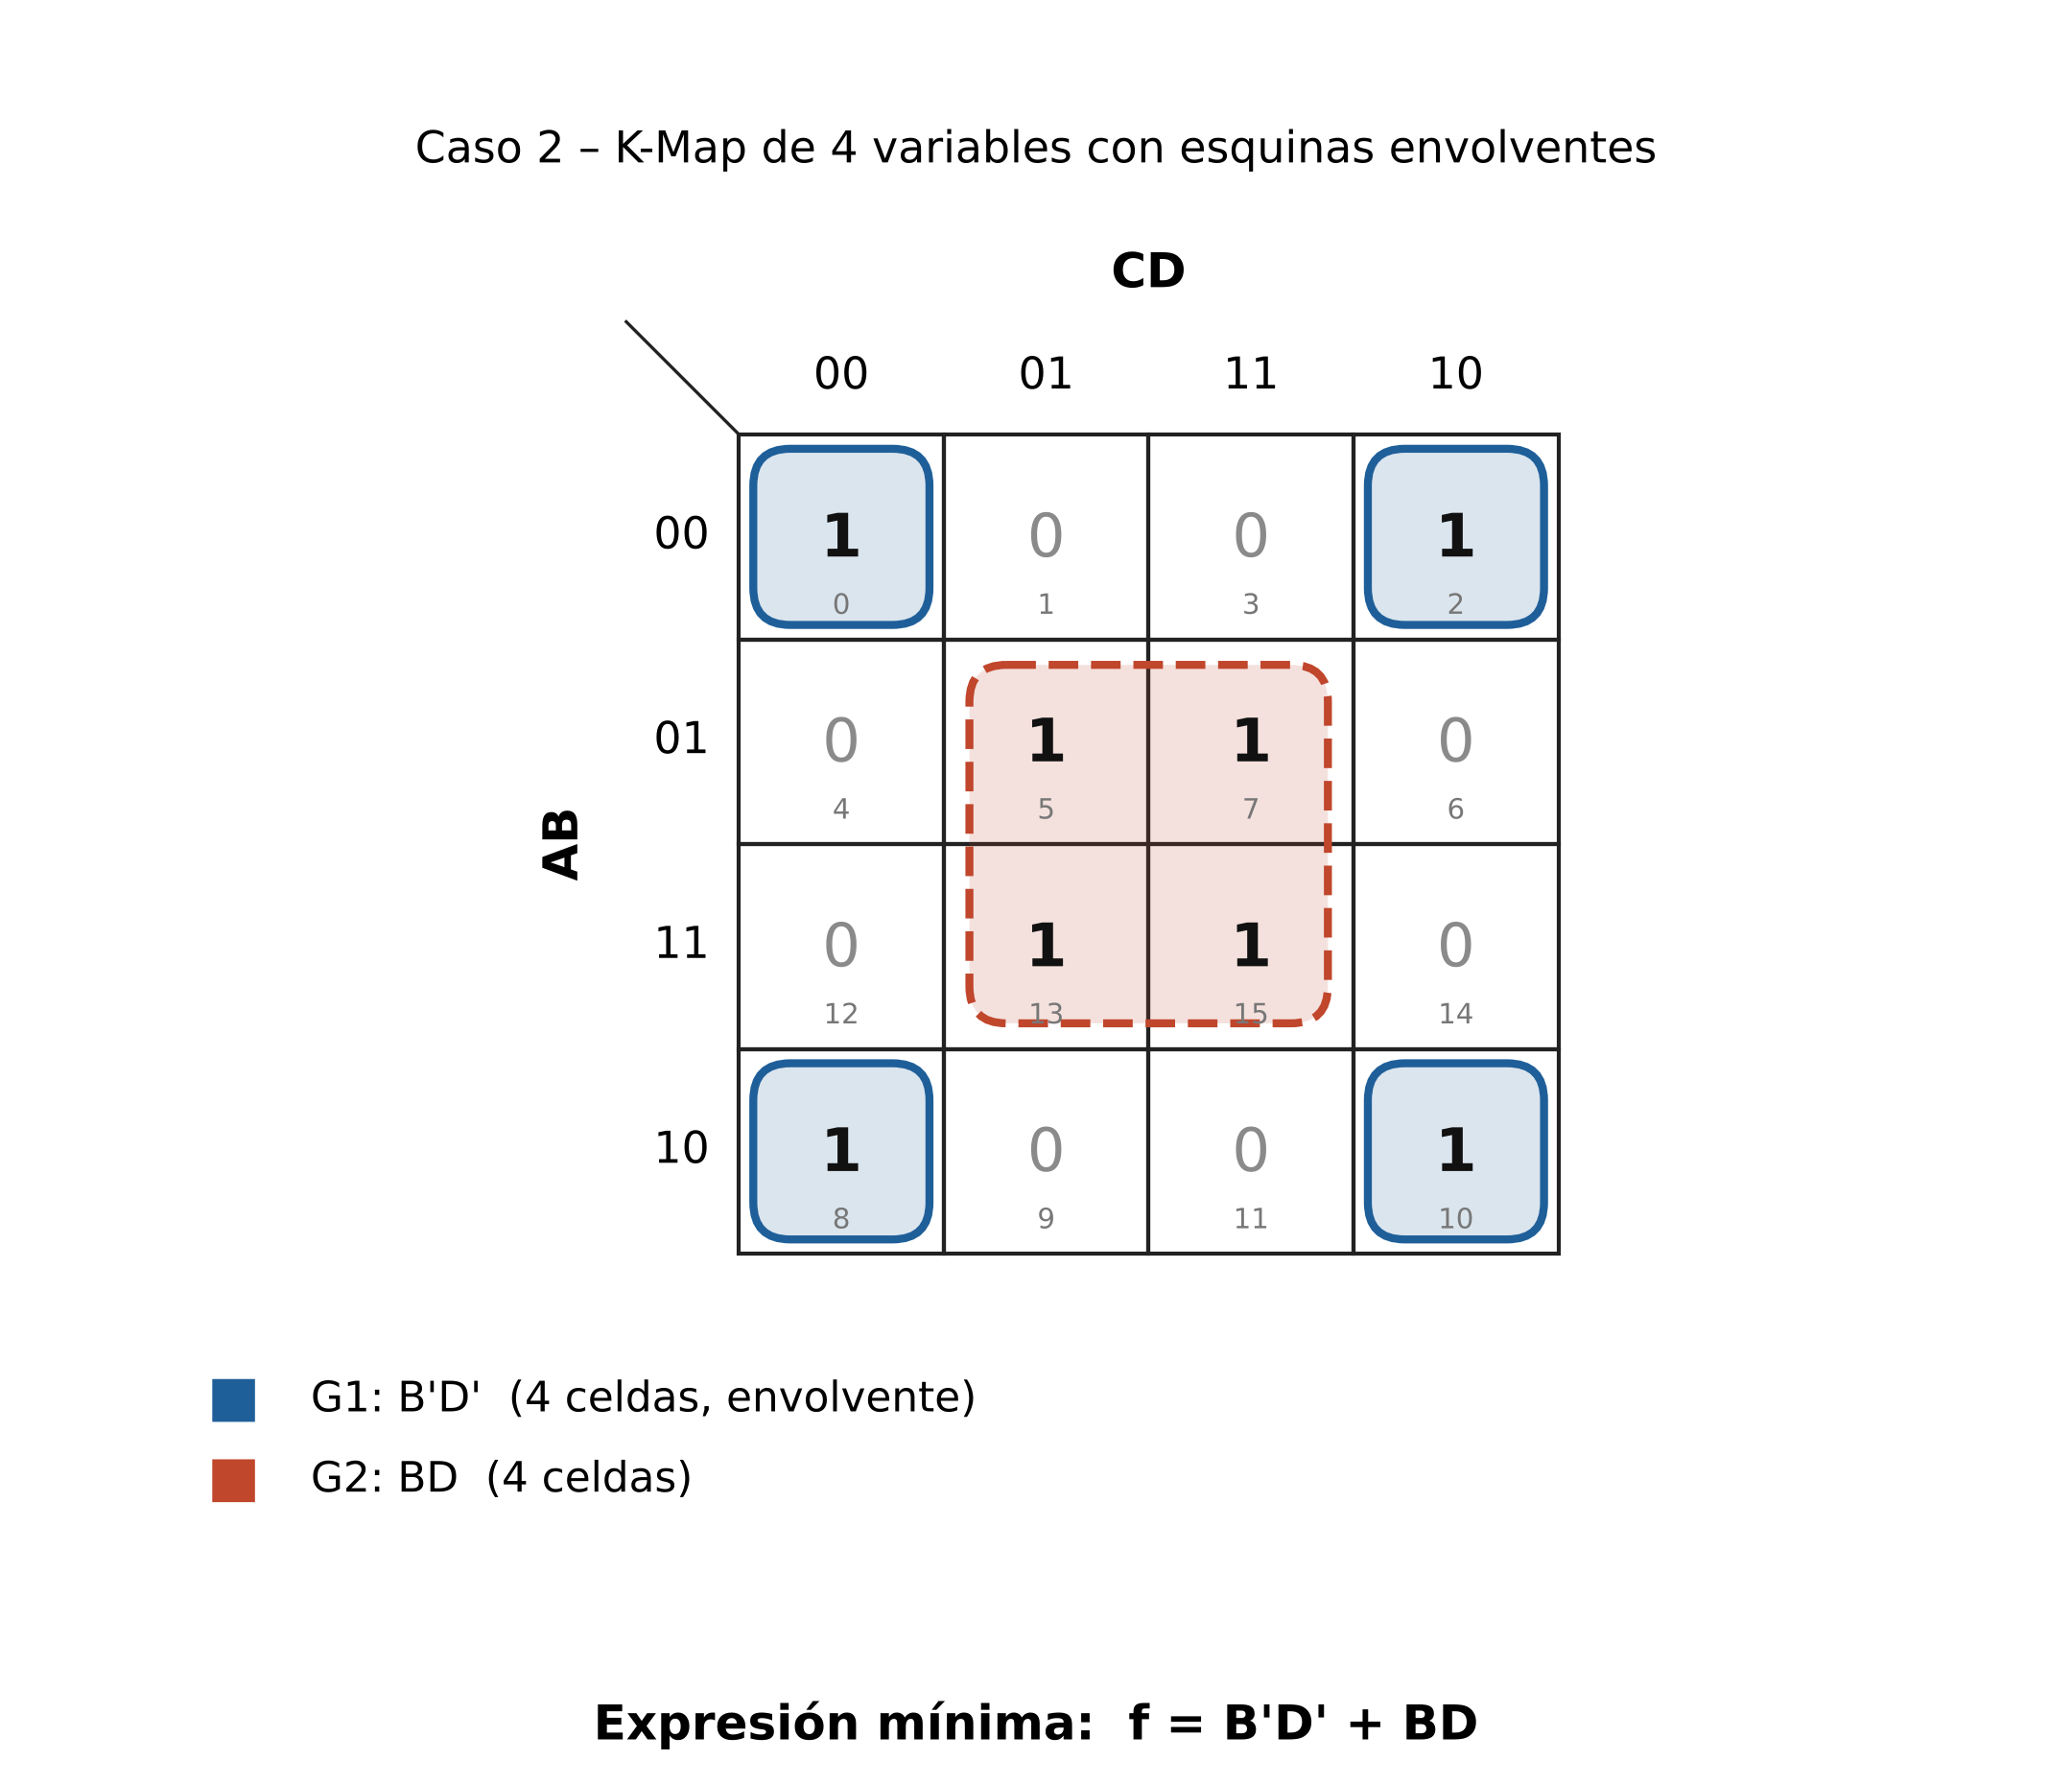 Caso 2 – K-Map de 4 variables con esquinas envolventes
CD
00 01 11 10
00 1 0 0 1
0 1 3 2
01 0 1 1 0
4 5 7 6
AB
11 0 1 1 0
12 13 15 14
10 1 0 0 1
8 9 11 10
G1: B'D' (4 celdas, envolvente)
G2: BD (4 celdas)
Expresión mínima: f = B'D' + BD